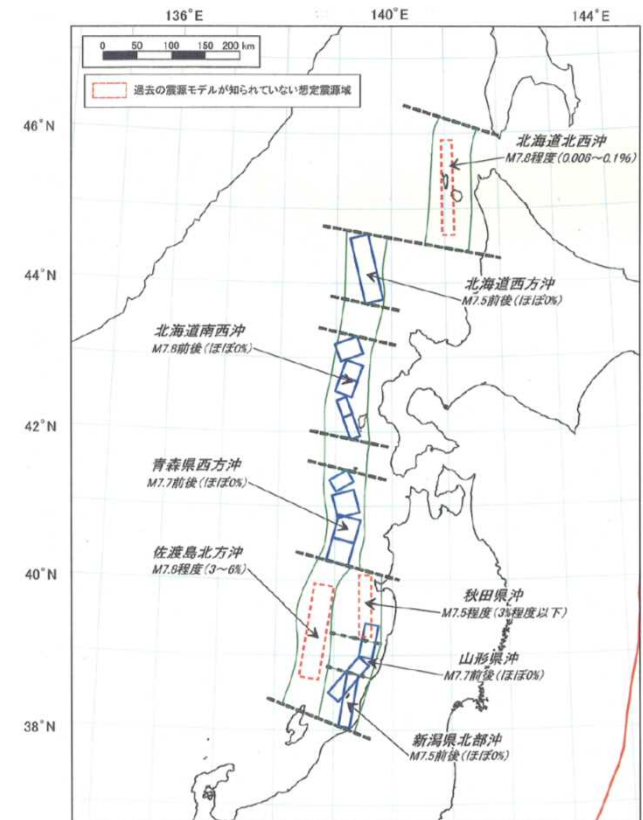 136°E
140°E
144°E
0 50 100 150 200 km
過去の震源モデルが知られていない想定震源域
46°N
北海道北西沖
M7.8程度(0.006～0.1%)
44°N
北海道西方沖
M7.5前後(ほぼ0%)
北海道南西沖
M7.8前後(ほぼ0%)
42°N
青森県西方沖
M7.7前後(ほぼ0%)
佐渡島北方沖
M7.8程度(3～6%)
40°N
秋田県沖
M7.5程度(3%程度以下)
山形県沖
M7.7前後(ほぼ0%)
38°N
新潟県北部沖
M7.5前後(ほぼ0%)